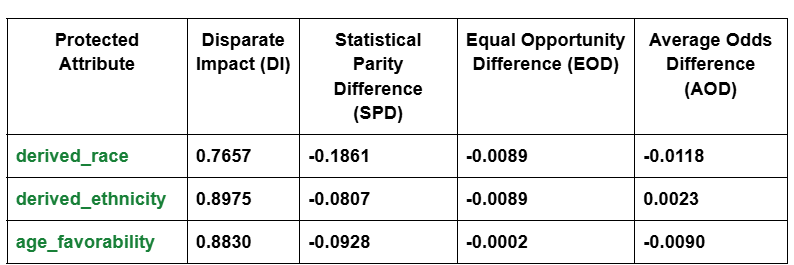 Protected Attribute | Disparate Impact (DI) | Statistical Parity Difference (SPD) | Equal Opportunity Difference (EOD) | Average Odds Difference (AOD)
derived_race | 0.7657 | -0.1861 | -0.0089 | -0.0118
derived_ethnicity | 0.8975 | -0.0807 | -0.0089 | 0.0023
age_favorability | 0.8830 | -0.0928 | -0.0002 | -0.0090